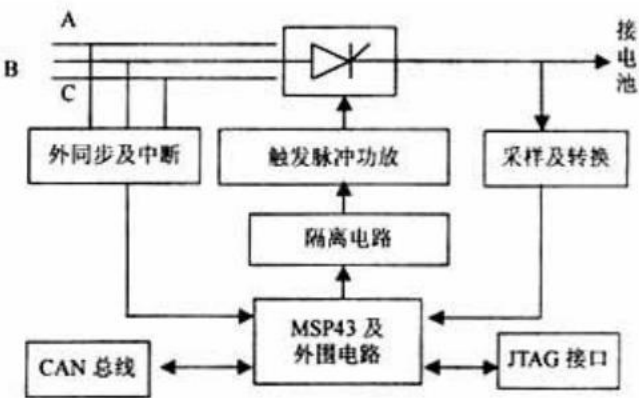 A
B
C
接电池
外同步及中断
触发脉冲功放
采样及转换
隔离电路
MSP43 及
外围电路
CAN 总线
JTAG 接口